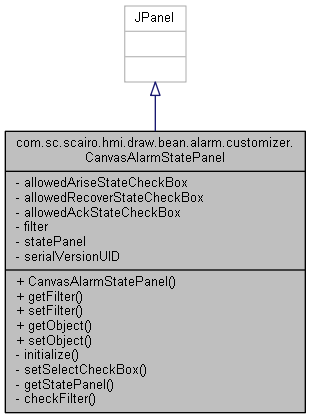 JPanel
com.sc.scairo.hmi.draw.bean.alarm.customizer.
CanvasAlarmStatePanel
- allowedAriseStateCheckBox
- allowedRecoverStateCheckBox
- allowedAckStateCheckBox
- filter
- statePanel
- serialVersionUID
+ CanvasAlarmStatePanel()
+ getFilter()
+ setFilter()
+ getObject()
+ setObject()
- initialize()
- setSelectCheckBox()
- getStatePanel()
- checkFilter()